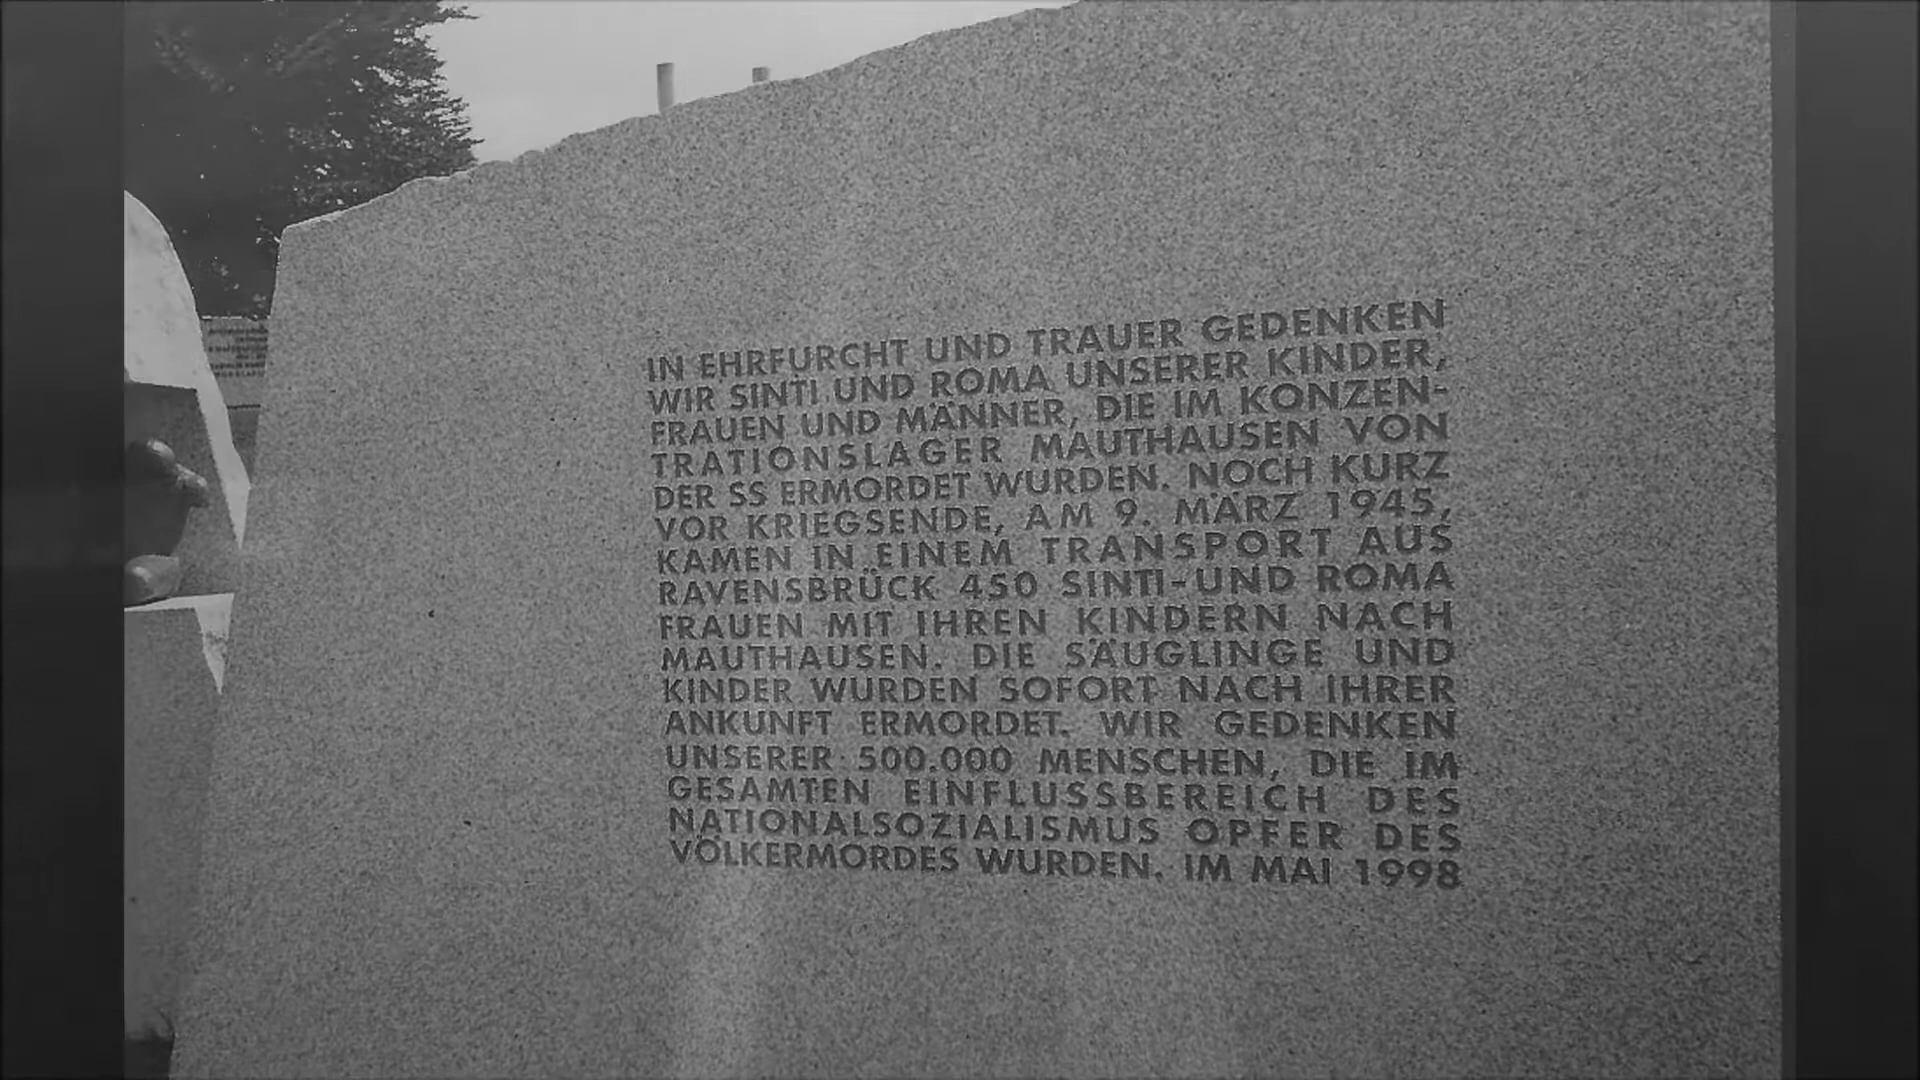 IN EHRFURCHT UND TRAUER GEDENKEN
WIR SINTI UND ROMA UNSERER KINDER,
FRAUEN UND MÄNNER, DIE IM KONZEN-
TRATIONSLAGER MAUTHAUSEN VON
DER SS ERMORDET WURDEN. NOCH KURZ
VOR KRIEGSENDE, AM 9. MÄRZ 1945,
KAMEN IN EINEM TRANSPORT AUS
RAVENSBRÜCK 450 SINTI-UND ROMA
FRAUEN MIT IHREN KINDERN NACH
MAUTHAUSEN. DIE SÄUGLINGE UND
KINDER WURDEN SOFORT NACH IHRER
ANKUNFT ERMORDET. WIR GEDENKEN
UNSERER 500.000 MENSCHEN, DIE IM
GESAMTEN EINFLUSSBEREICH DES
NATIONALSOZIALISMUS OPFER DES
VÖLKERMORDES WURDEN. IM MAI 1998